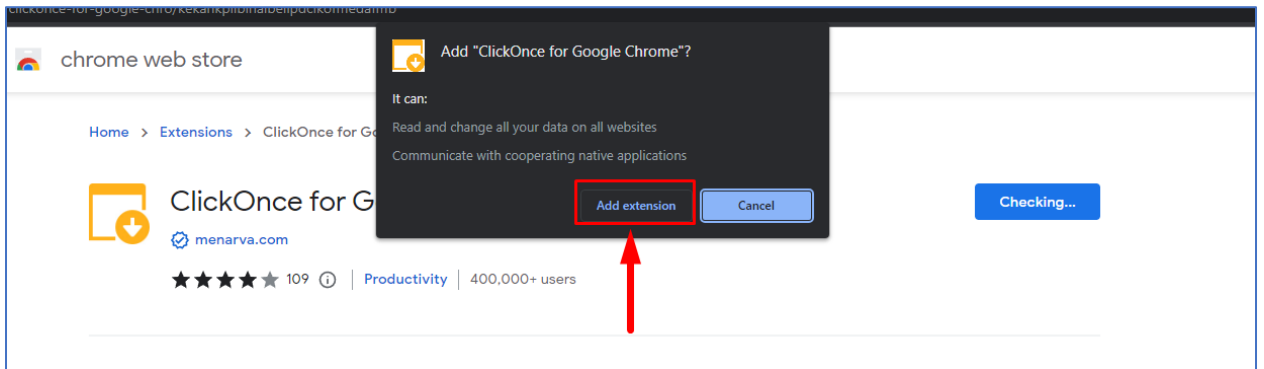 chrome web store
Add "ClickOnce for Google Chrome"?
It can:
Read and change all your data on all websites
Communicate with cooperating native applications
Add extension
Cancel
Home > Extensions > ClickOnce for Go
ClickOnce for G
Checking...
menarva.com
109 | Productivity | 400,000+ users